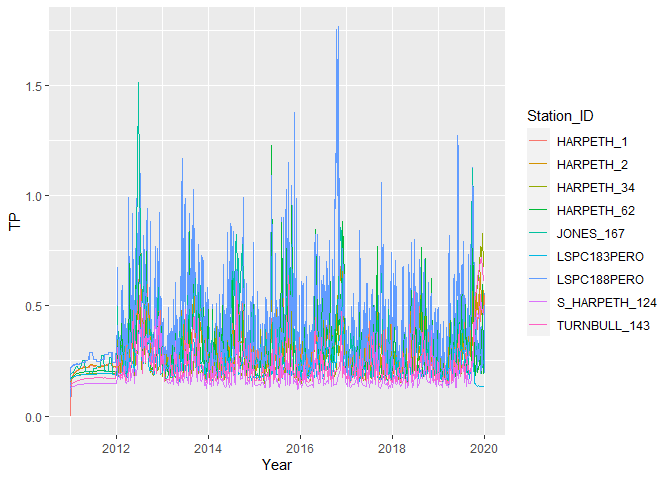 1.5
1.0
0.5
0.0
TP
2012
2014
2016
2018
2020
Year
Station_ID
HARPETH_1
HARPETH_2
HARPETH_34
HARPETH_62
JONES_167
LSPC183PERO
LSPC188PERO
S_HARPETH_124
TURNBULL_143